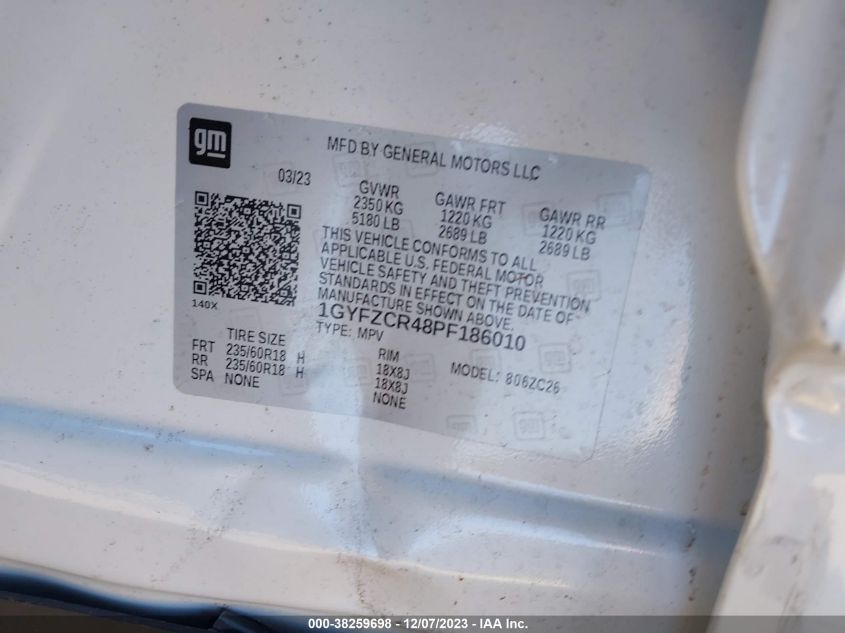 gm
MFD BY GENERAL MOTORS LLC
03/23
GVWR
2350 KG
5180 LB
GAWR FRT
1220 KG
2689 LB
GAWR RR
1220 KG
2689 LB
THIS VEHICLE CONFORMS TO ALL
APPLICABLE U.S. FEDERAL MOTOR
VEHICLE SAFETY AND THEFT PREVENTION
STANDARDS IN EFFECT ON THE DATE OF
MANUFACTURE SHOWN ABOVE.
140X
1GYFZCR48PF186010
TYPE: MPV
TIRE SIZE
FRT 235/60R18 H
RR 235/60R18 H
SPA NONE
RIM
18X8J
18X8J
NONE
MODEL: 806ZC26
000-38259698 - 12/07/2023 - IAA Inc.